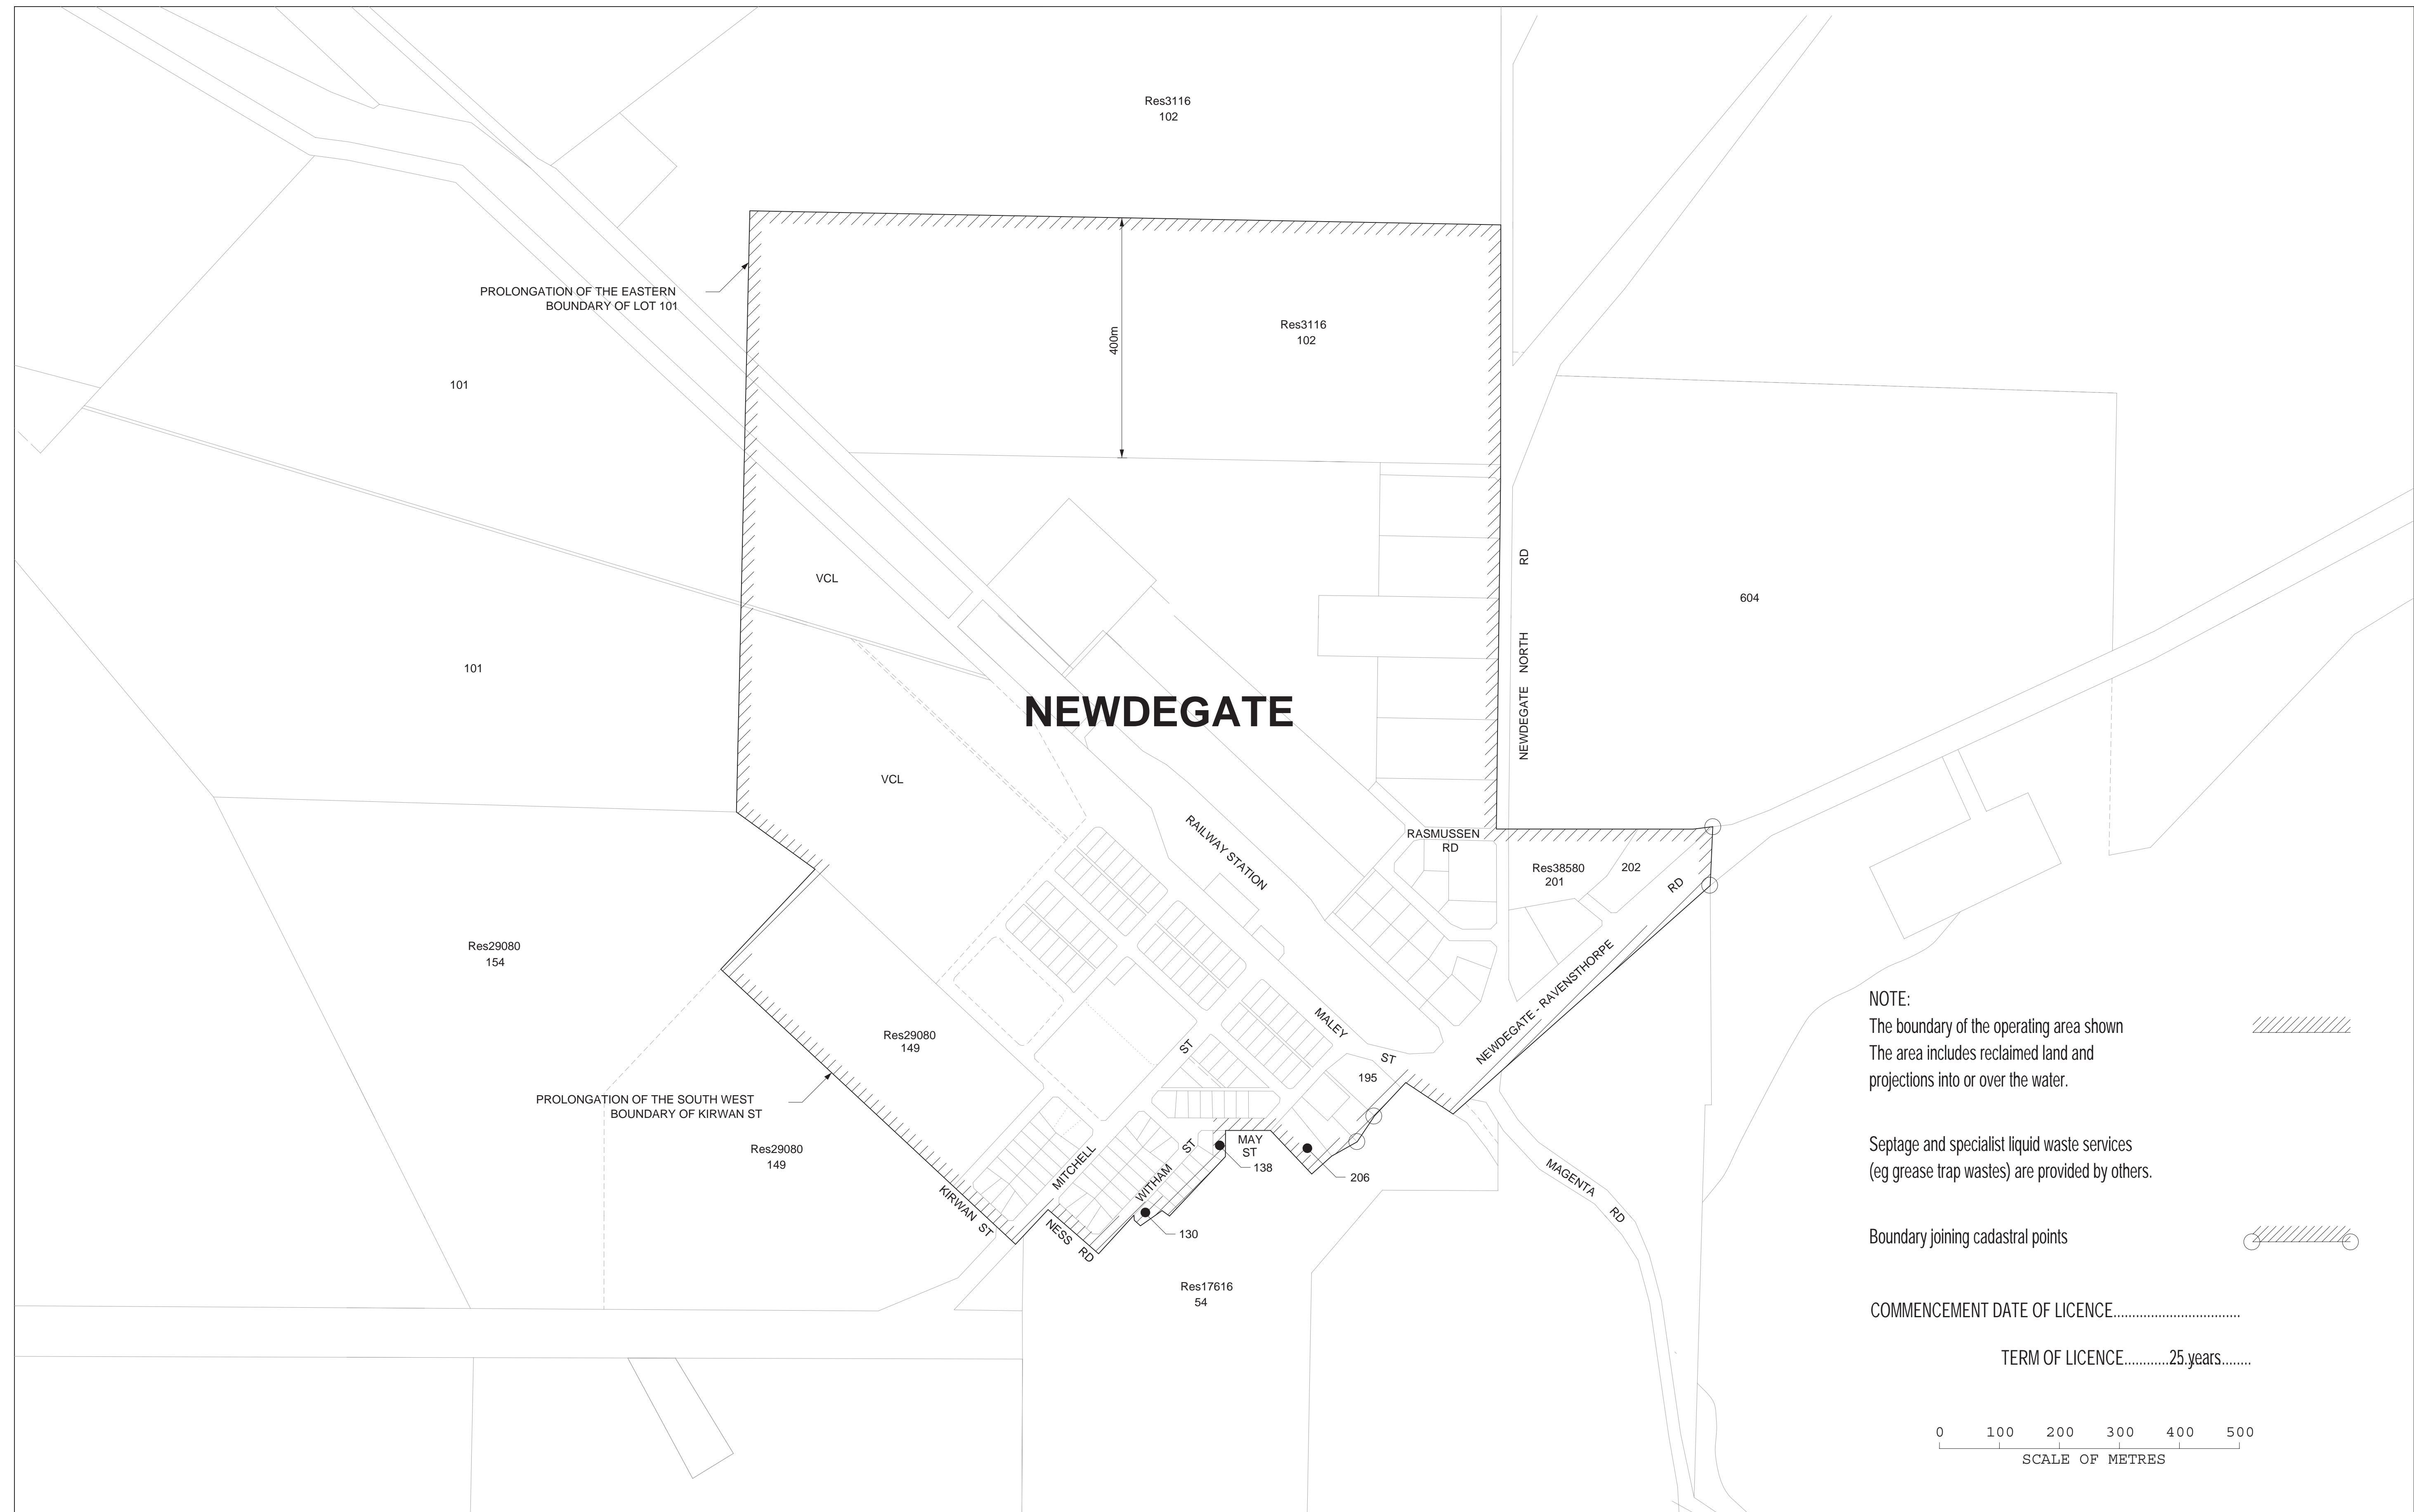 Res3116
102
PROLONGATION OF THE EASTERN
BOUNDARY OF LOT 101
400m
Res3116
102
101
VCL
NEWDEGATE NORTH RD
604
101
NEWDEGATE
VCL
RAILWAY STATION
RASMUSSEN
RD
Res38580
201
202
NEWDEGATE - RAVENSTHORPE RD
Res29080
154
Res29080
149
MALEY ST
ST
195
PROLONGATION OF THE SOUTH WEST
BOUNDARY OF KIRWAN ST
Res29080
149
MITCHELL
WITHAM ST
MAY
ST
138
206
KIRWAN ST
NESS RD
130
MAGENTA RD
Res17616
54
NOTE:
The boundary of the operating area shown
The area includes reclaimed land and
projections into or over the water.
Septage and specialist liquid waste services
(eg grease trap wastes) are provided by others.
Boundary joining cadastral points
COMMENCEMENT DATE OF LICENCE..................................
TERM OF LICENCE............25 years........
0 100 200 300 400 500
SCALE OF METRES